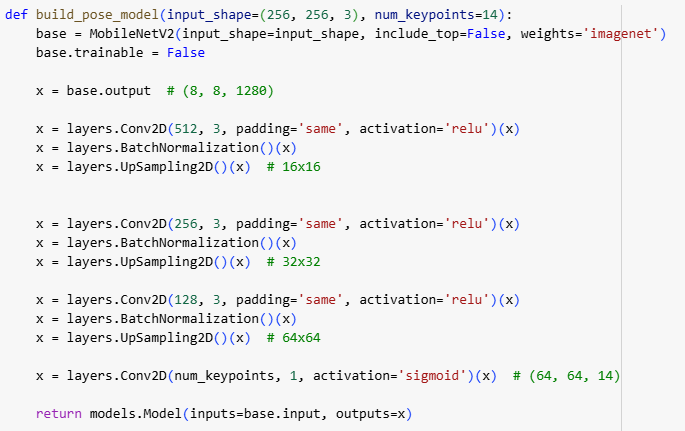 def build_pose_model(input_shape=(256, 256, 3), num_keypoints=14):
    base = MobileNetV2(input_shape=input_shape, include_top=False, weights='imagenet')
    base.trainable = False
    x = base.output  # (8, 8, 1280)
    x = layers.Conv2D(512, 3, padding='same', activation='relu')(x)
    x = layers.BatchNormalization()(x)
    x = layers.UpSampling2D()(x)  # 16x16
    x = layers.Conv2D(256, 3, padding='same', activation='relu')(x)
    x = layers.BatchNormalization()(x)
    x = layers.UpSampling2D()(x)  # 32x32
    x = layers.Conv2D(128, 3, padding='same', activation='relu')(x)
    x = layers.BatchNormalization()(x)
    x = layers.UpSampling2D()(x)  # 64x64
    x = layers.Conv2D(num_keypoints, 1, activation='sigmoid')(x)  # (64, 64, 14)
    return models.Model(inputs=base.input, outputs=x)